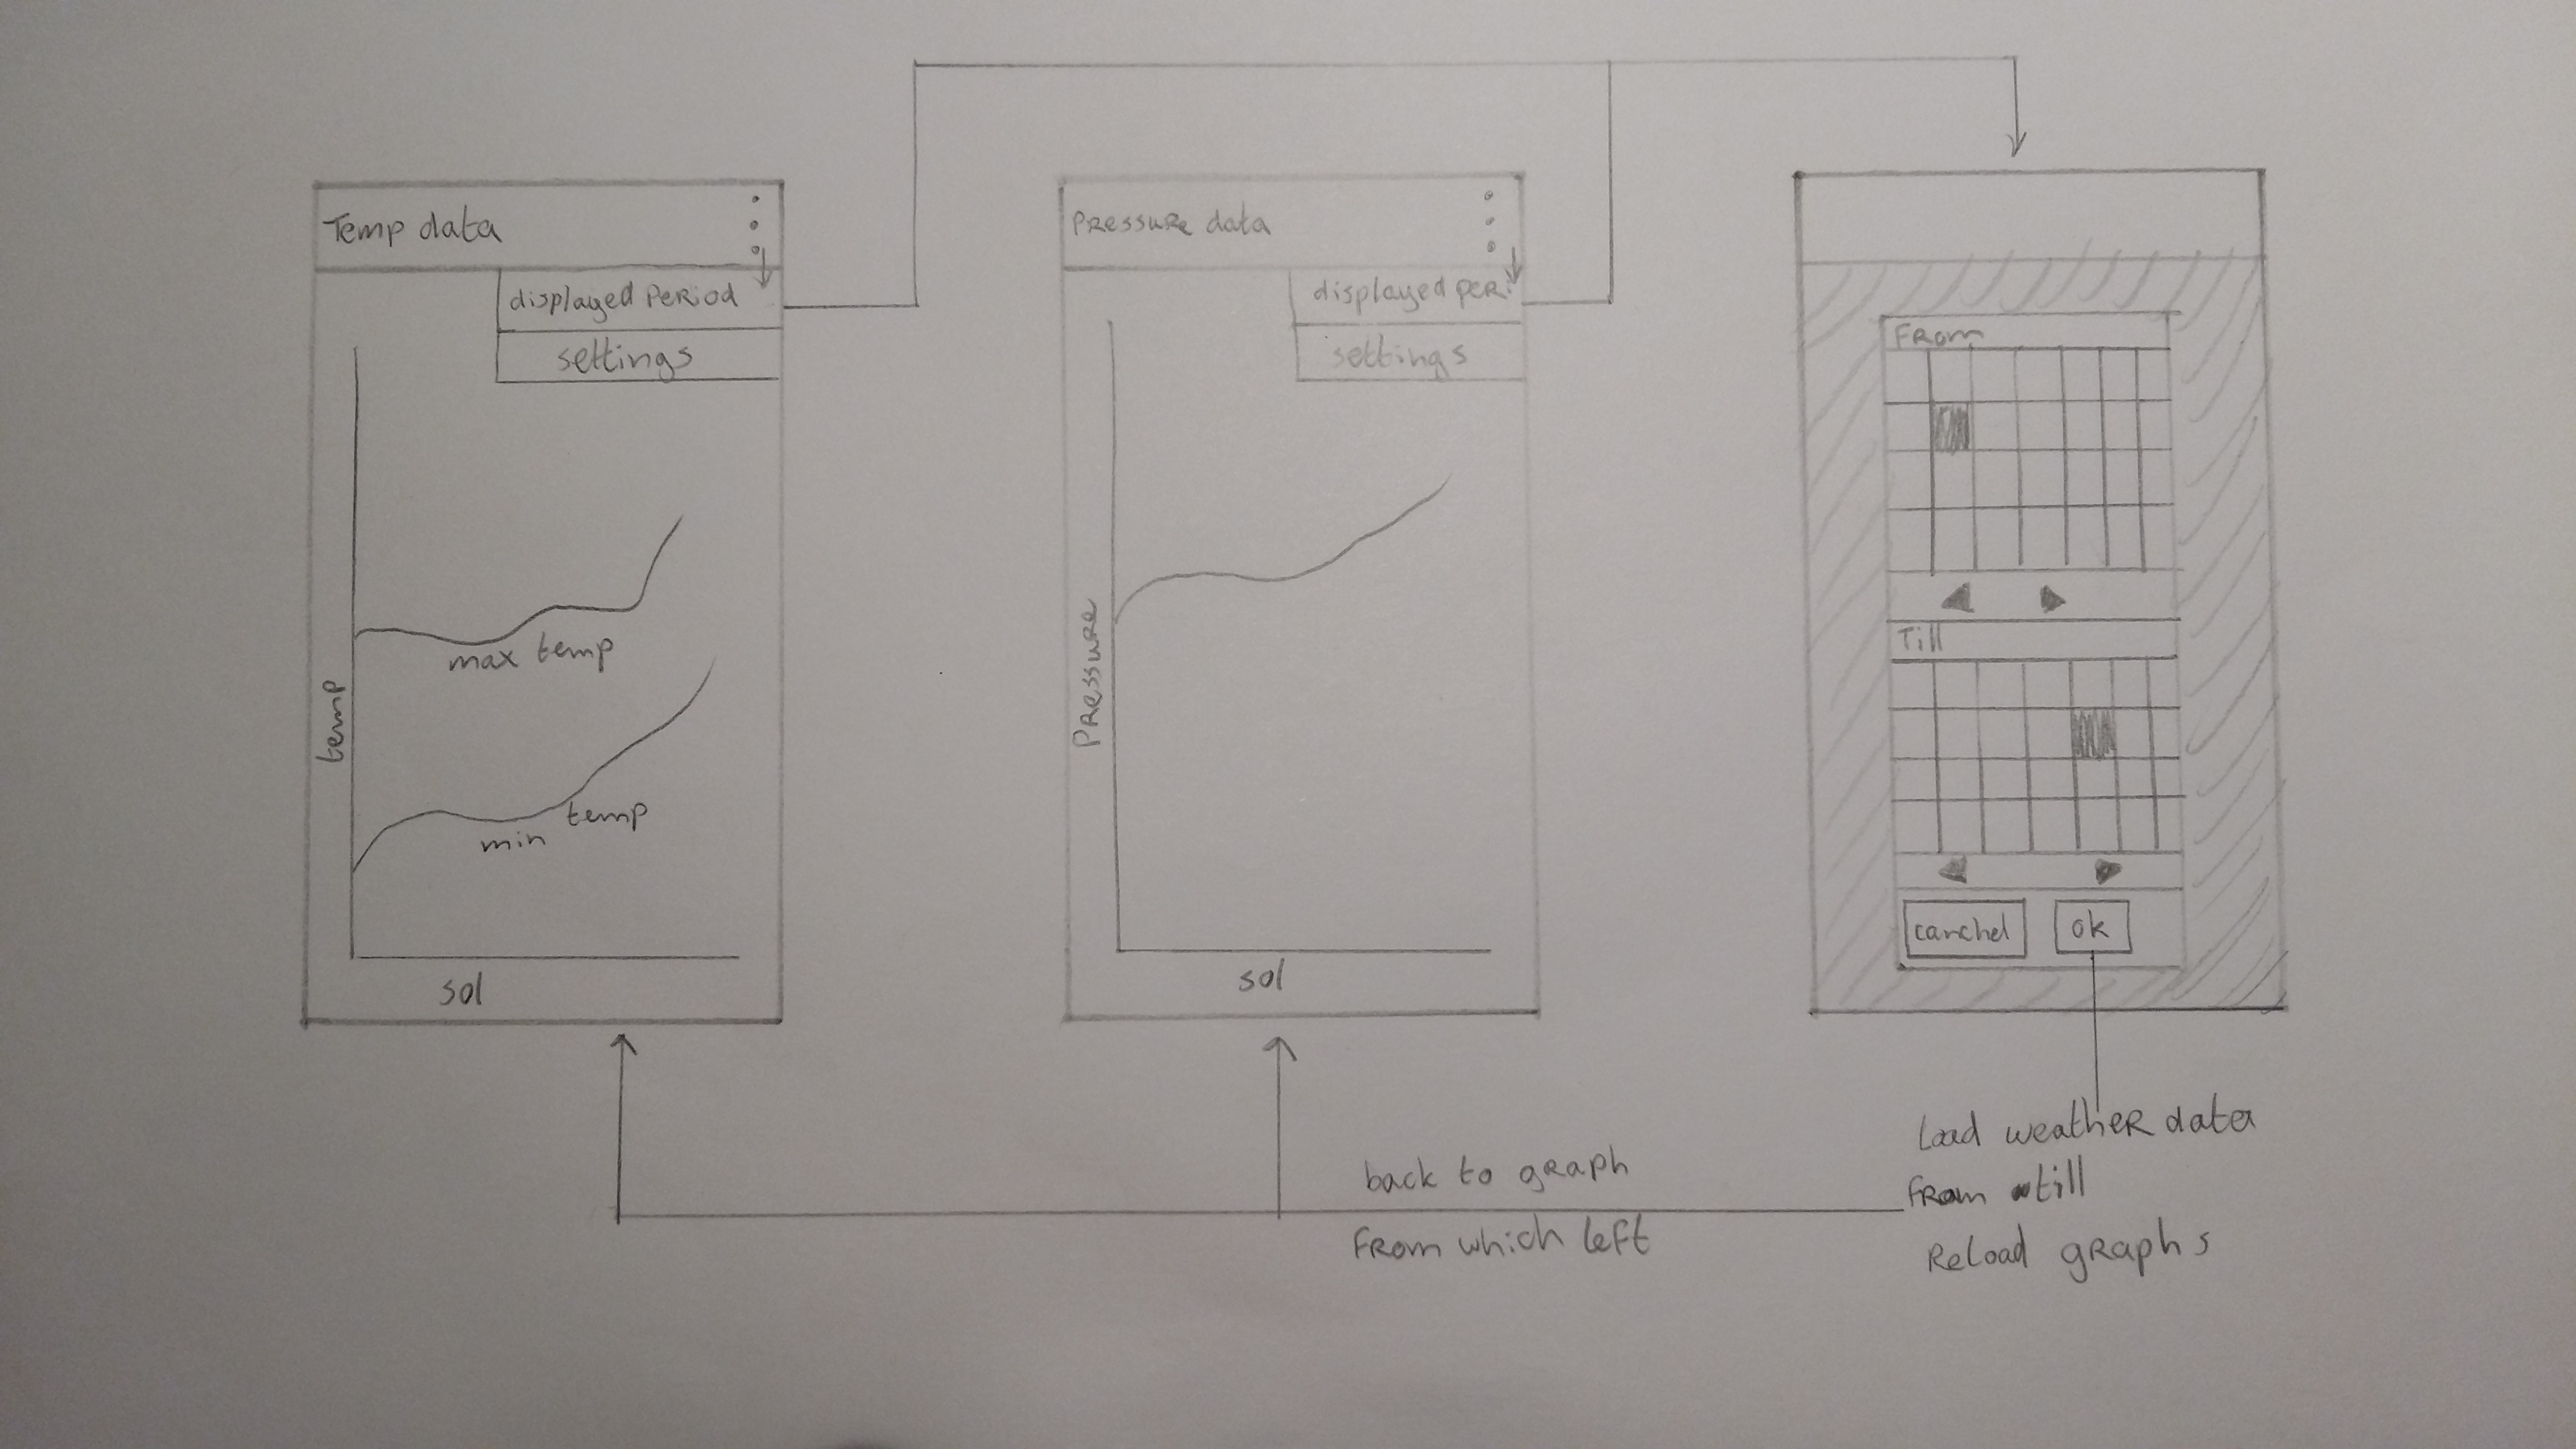 Temp data
displayed Period
settings
temp
max temp
min temp
sol
Pressure data
displayed per
settings
Pressure
sol
From
Till
canchel
ok
Load weather data
From till
Reload graphs
back to graph
From which left